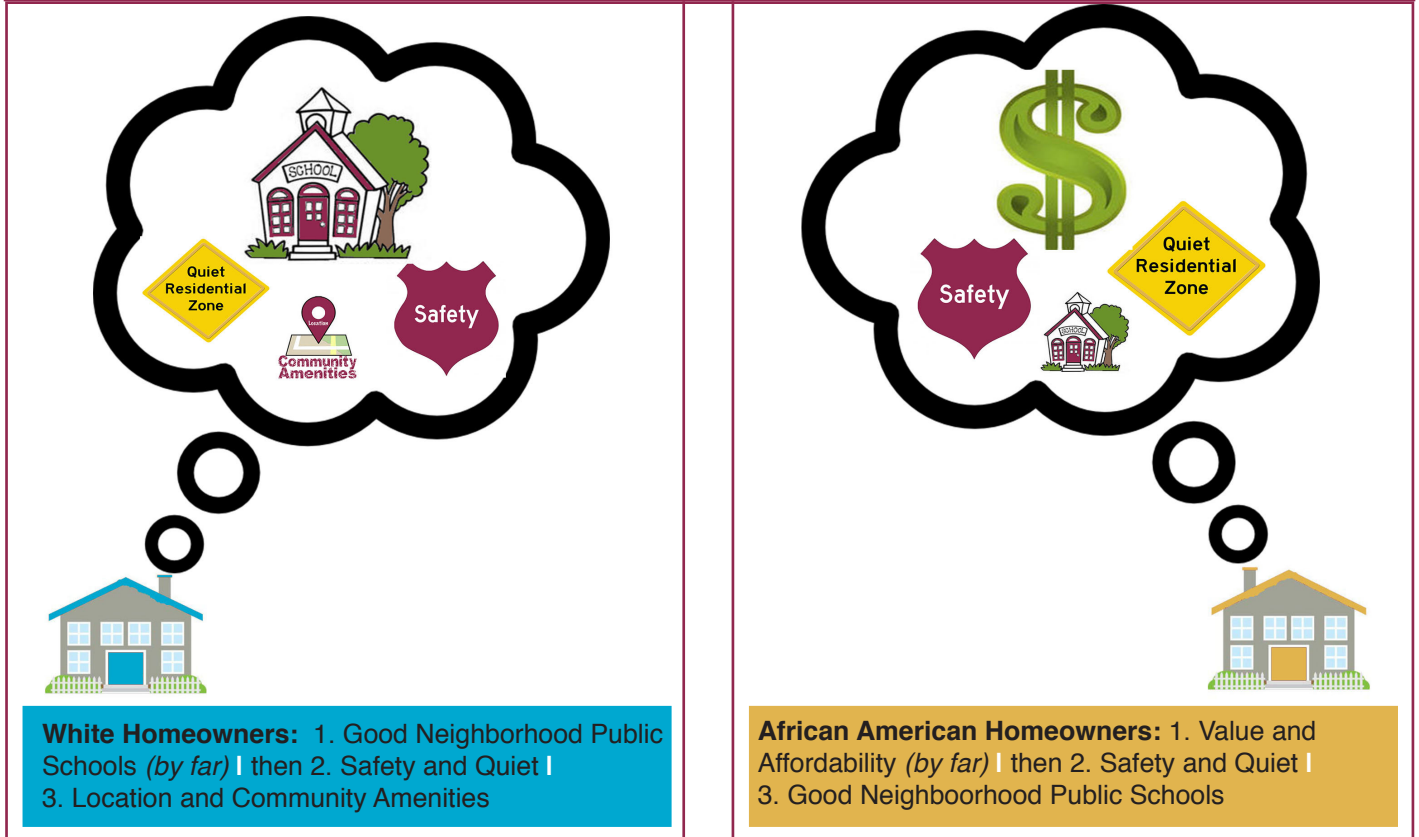 SCHOOL
Quiet
Residential
Zone
Location
Community
Amenities
Safety
White Homeowners: 1. Good Neighborhood Public
Schools (by far) | then 2. Safety and Quiet |
3. Location and Community Amenities
Safety
SCHOOL
Quiet
Residential
Zone
African American Homeowners: 1. Value and
Affordability (by far) | then 2. Safety and Quiet |
3. Good Neighboorhood Public Schools